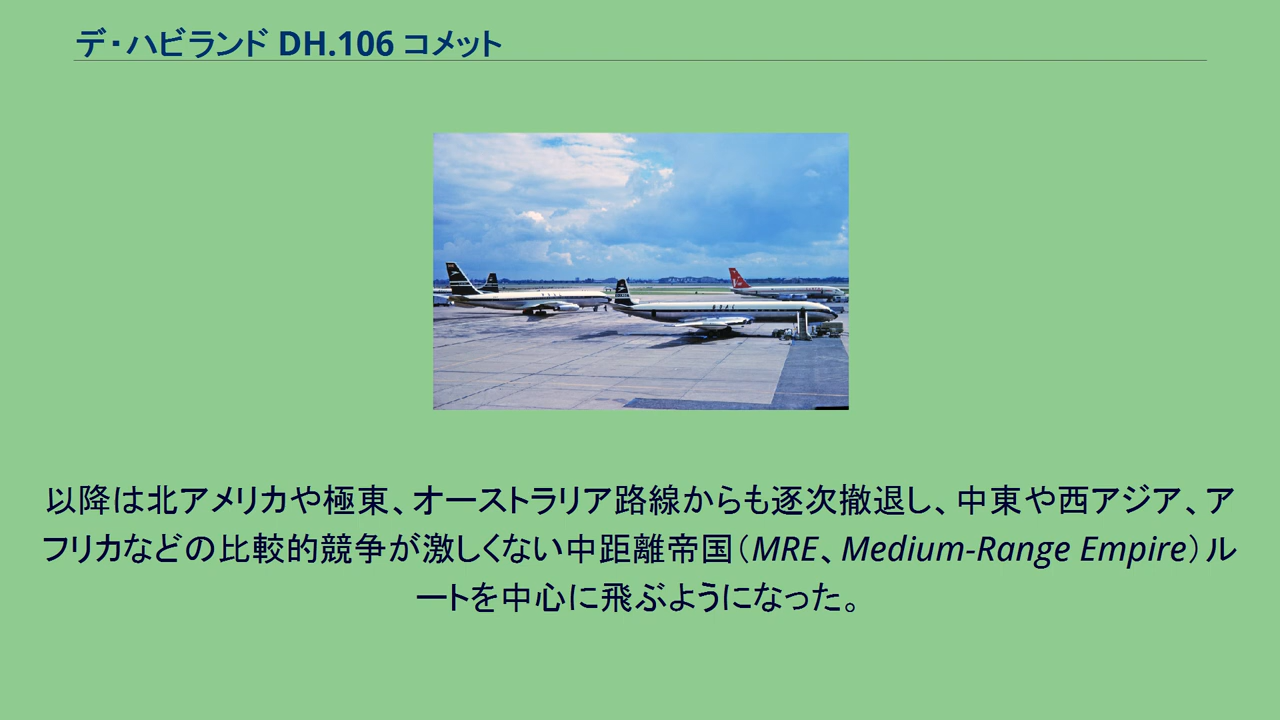 デ・ハビランド DH.106 コメット
以降は北アメリカや極東、オーストラリア路線からも逐次撤退し、中東や西アジア、ア
フリカなどの比較的競争が激しくない中距離帝国（MRE、Medium-Range Empire）ル
ートを中心に飛ぶようになった。